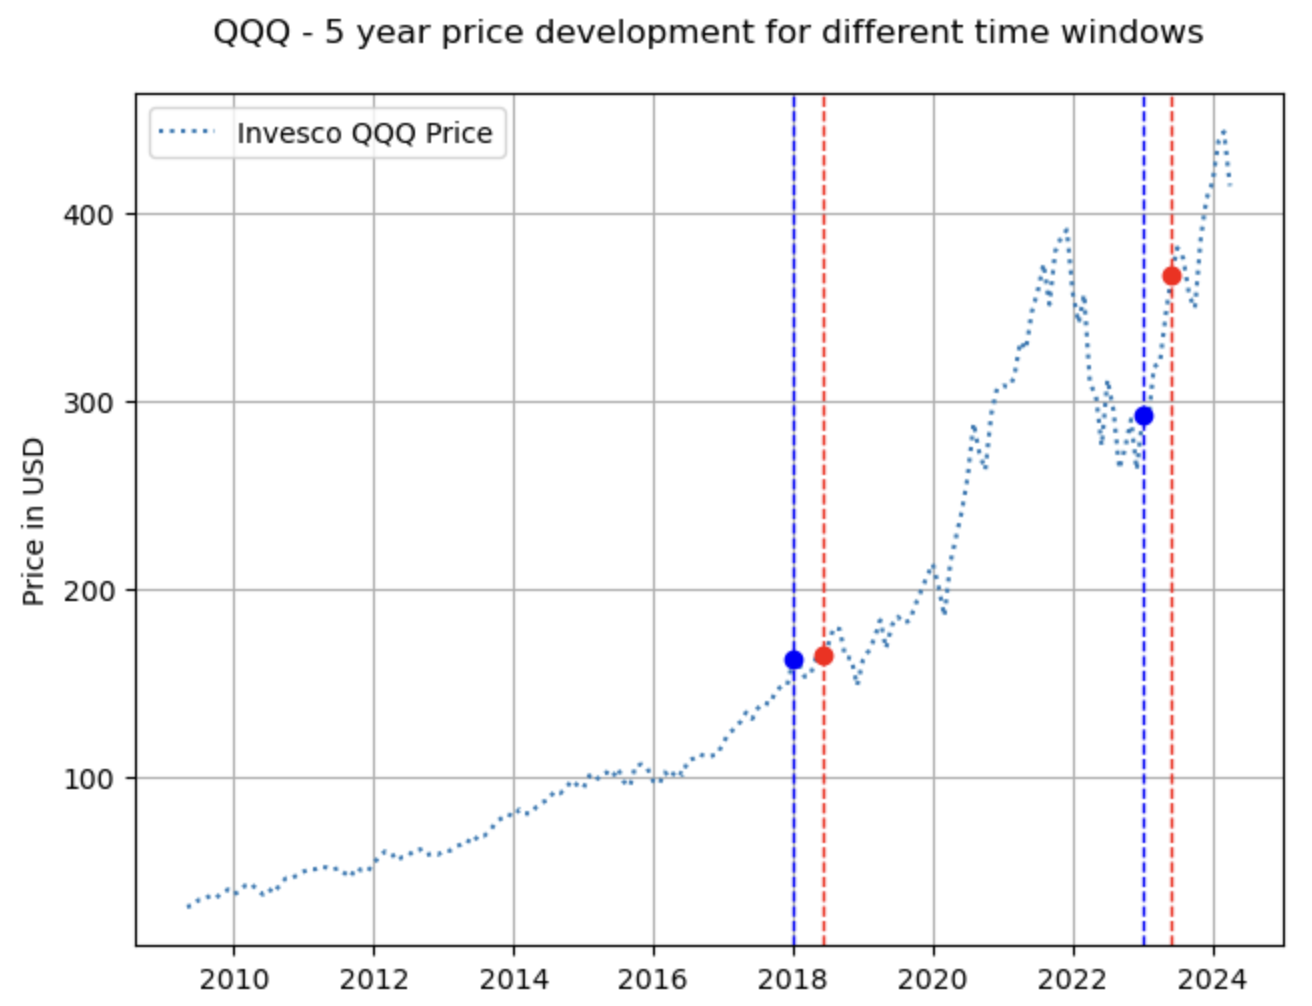 QQQ - 5 year price development for different time windows
Invesco QQQ Price
Price in USD
400
300
200
100
2010 2012 2014 2016 2018 2020 2022 2024